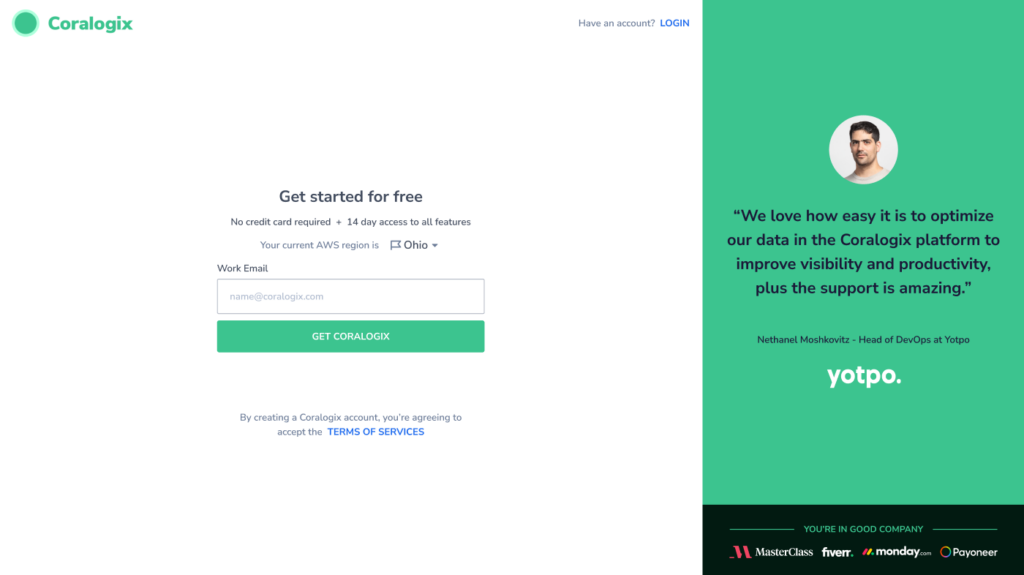 Coralogix
Have an account? LOGIN
Get started for free
No credit card required + 14 day access to all features
Your current AWS region is Ohio
Work Email
name@coralogix.com
GET CORALOGIX
By creating a Coralogix account, you're agreeing to
accept the TERMS OF SERVICES
“We love how easy it is to optimize
our data in the Coralogix platform to
improve visibility and productivity,
plus the support is amazing.”
Nethanel Moshkovitz - Head of DevOps at Yotpo
yotpo.
YOU'RE IN GOOD COMPANY
MasterClass fiverr. monday.com Payoneer